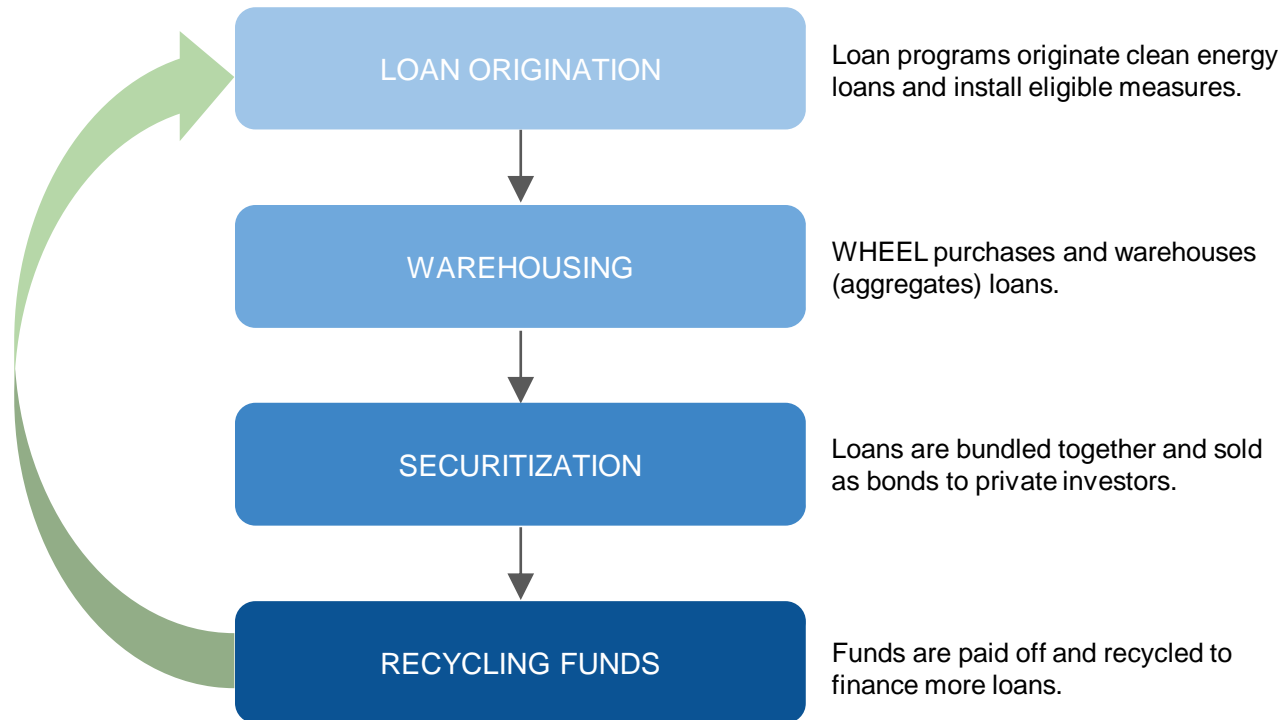 LOAN ORIGINATION
Loan programs originate clean energy
loans and install eligible measures.
WAREHOUSING
WHEEL purchases and warehouses
(aggregates) loans.
SECURITIZATION
Loans are bundled together and sold
as bonds to private investors.
RECYCLING FUNDS
Funds are paid off and recycled to
finance more loans.